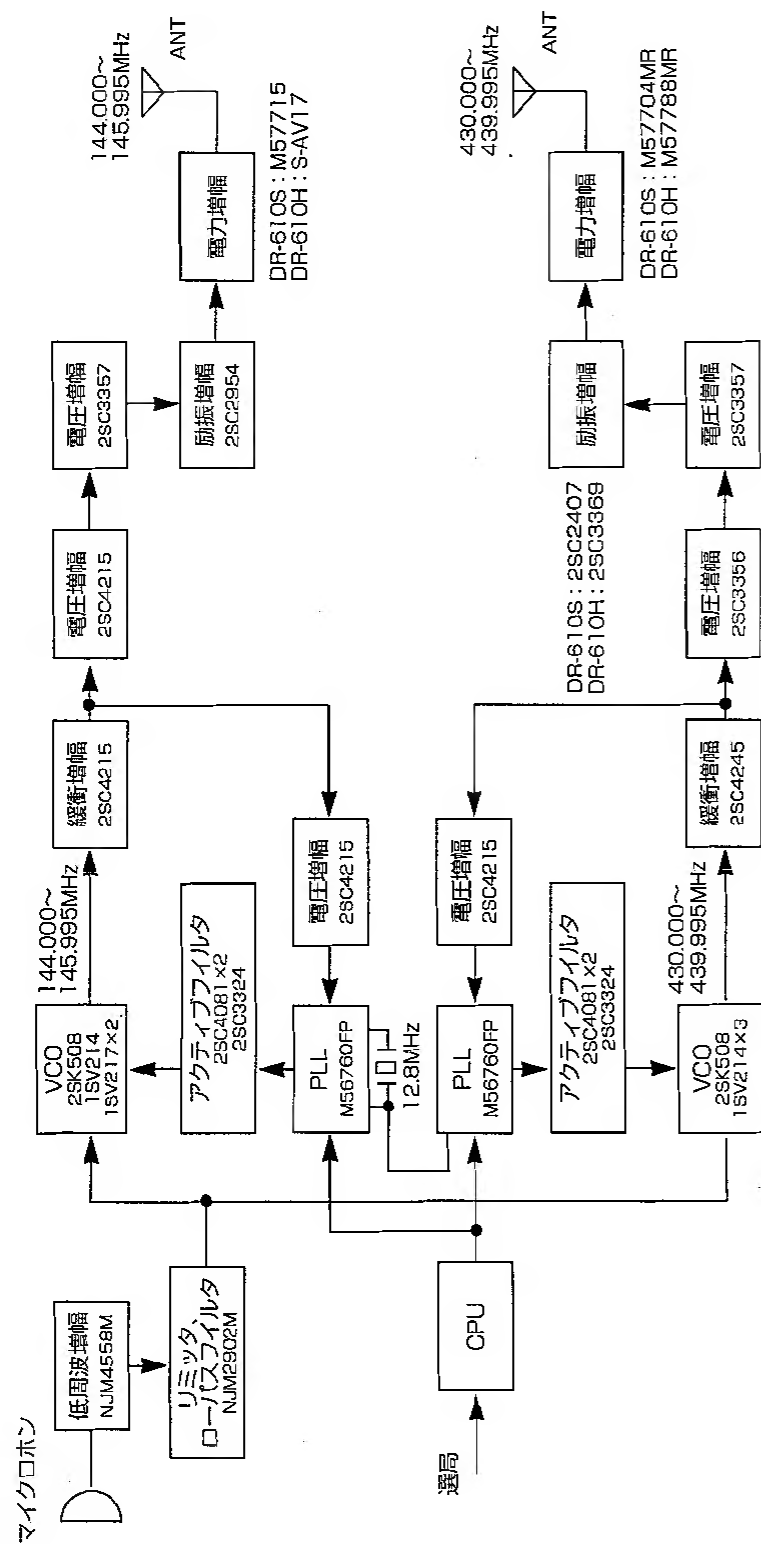 マイクロホン
低周波増幅
NJM4558M
リミッタ、
ローパスフィルタ
NJM2902M
選局
CPU
VCO
2SK508
1SV214
1SV217×2
144.000～
145.995MHz
アクティブフィルタ
2SC4081×2
2SC3324
PLL
M56760FP
12.8MHz
PLL
M56760FP
アクティブフィルタ
2SC4081×2
2SC3324
VCO
2SK508
1SV214×3
430.000～
439.995MHz
緩衝増幅
2SC4215
電圧増幅
2SC4215
電圧増幅
2SC4215
緩衝増幅
2SC4245
電圧増幅
2SC4215
電圧増幅
2SC3357
励振増幅
2SC2954
電力増幅
DR-610S：M57715
DR-610H：S-AV17
144.000～
145.995MHz
ANT
電圧増幅
2SC3356
電圧増幅
2SC3357
励振増幅
DR-610S：2SC2407
DR-610H：2SC3369
電力増幅
DR-610S：M57704MR
DR-610H：M57788MR
430.000～
439.995MHz
ANT